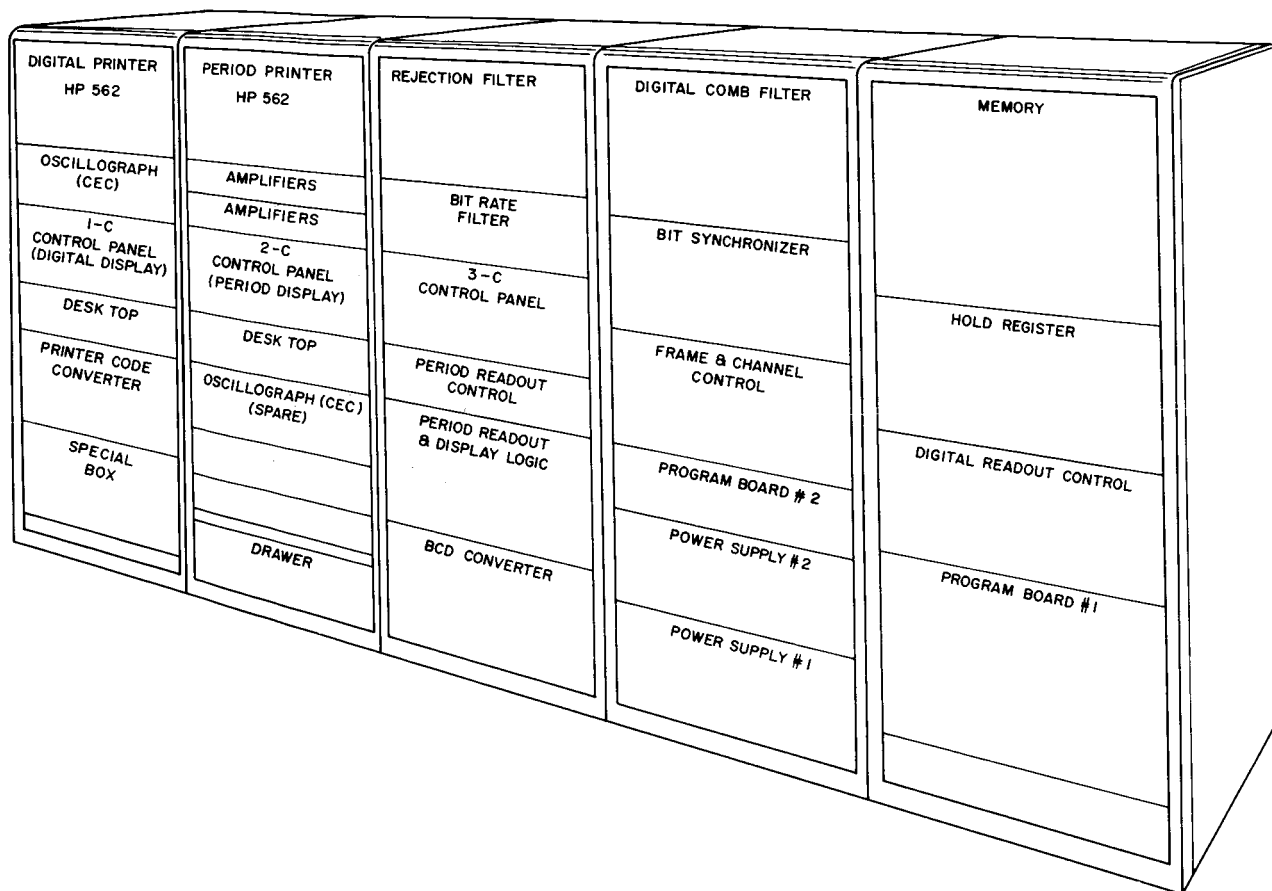 DIGITAL PRINTER
HP 562
OSCILLOGRAPH
(CEC)
1-C
CONTROL PANEL
(DIGITAL DISPLAY)
DESK TOP
PRINTER CODE
CONVERTER
SPECIAL
BOX
PERIOD PRINTER
HP 562
AMPLIFIERS
AMPLIFIERS
2-C
CONTROL PANEL
(PERIOD DISPLAY)
DESK TOP
OSCILLOGRAPH (CEC)
(SPARE)
DRAWER
REJECTION FILTER
BIT RATE
FILTER
3-C
CONTROL PANEL
PERIOD READOUT
CONTROL
PERIOD READOUT
& DISPLAY LOGIC
BCD CONVERTER
DIGITAL COMB FILTER
BIT SYNCHRONIZER
FRAME & CHANNEL
CONTROL
PROGRAM BOARD # 2
POWER SUPPLY #2
POWER SUPPLY #1
MEMORY
HOLD REGISTER
DIGITAL READOUT CONTROL
PROGRAM BOARD #1